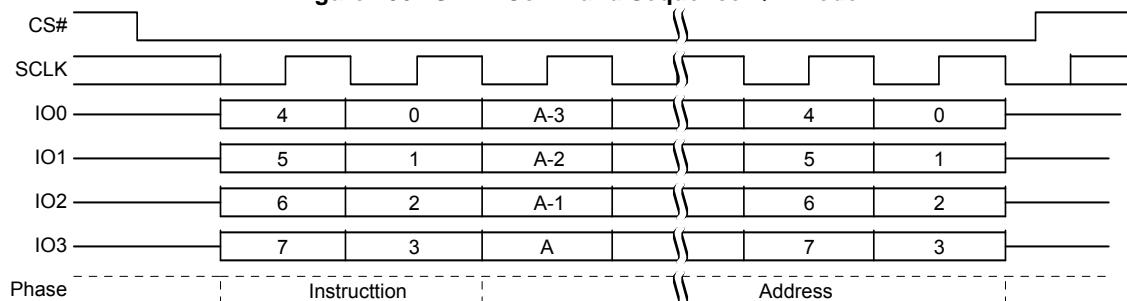 CS#
SCLK
IO0 4 0 A-3 4 0
IO1 5 1 A-2 5 1
IO2 6 2 A-1 6 2
IO3 7 3 A 7 3
Phase Instructtion Address